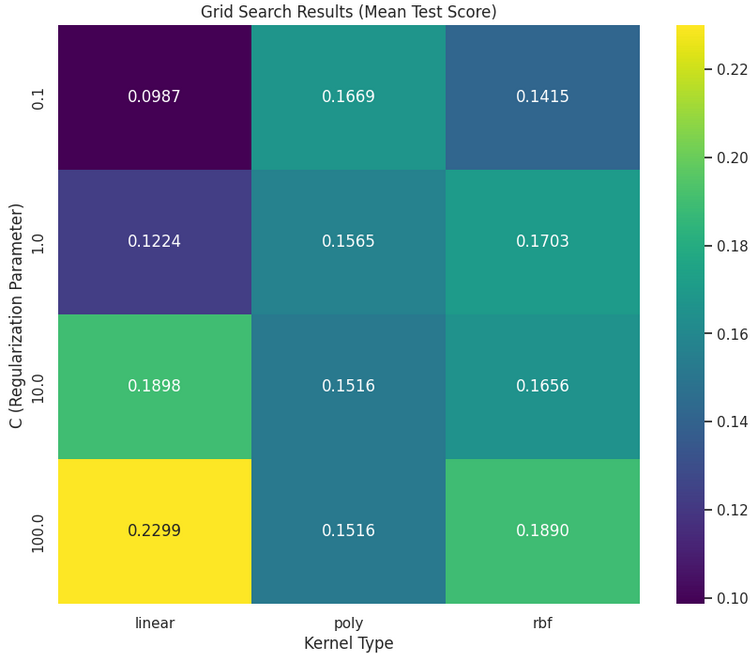 Grid Search Results (Mean Test Score)
C (Regularization Parameter)
0.1
0.0987 0.1669 0.1415
1.0
0.1224 0.1565 0.1703
10.0
0.1898 0.1516 0.1656
100.0
0.2299 0.1516 0.1890
linear poly rbf
Kernel Type
0.22
0.20
0.18
0.16
0.14
0.12
0.10